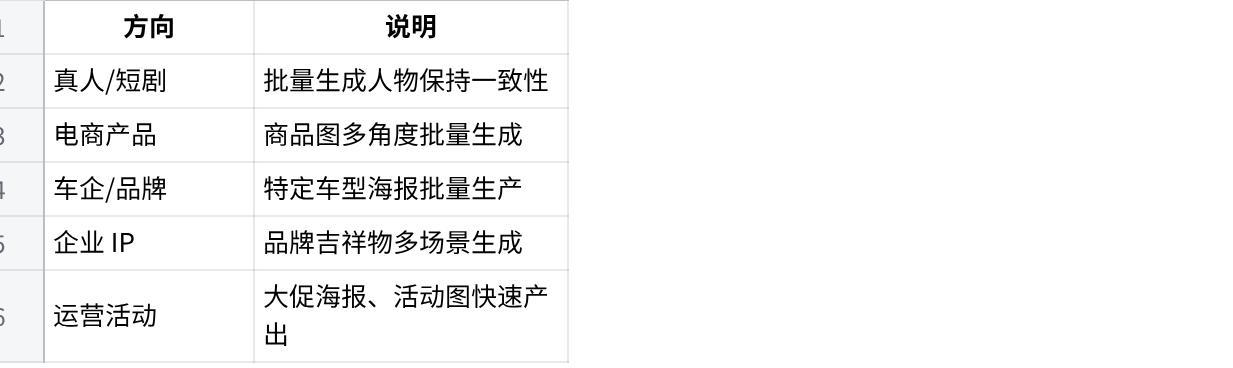 方向 说明
真人/短剧 批量生成人物保持一致性
电商产品 商品图多角度批量生成
车企/品牌 特定车型海报批量生产
企业 IP 品牌吉祥物多场景生成
运营活动 大促海报、活动图快速产
出